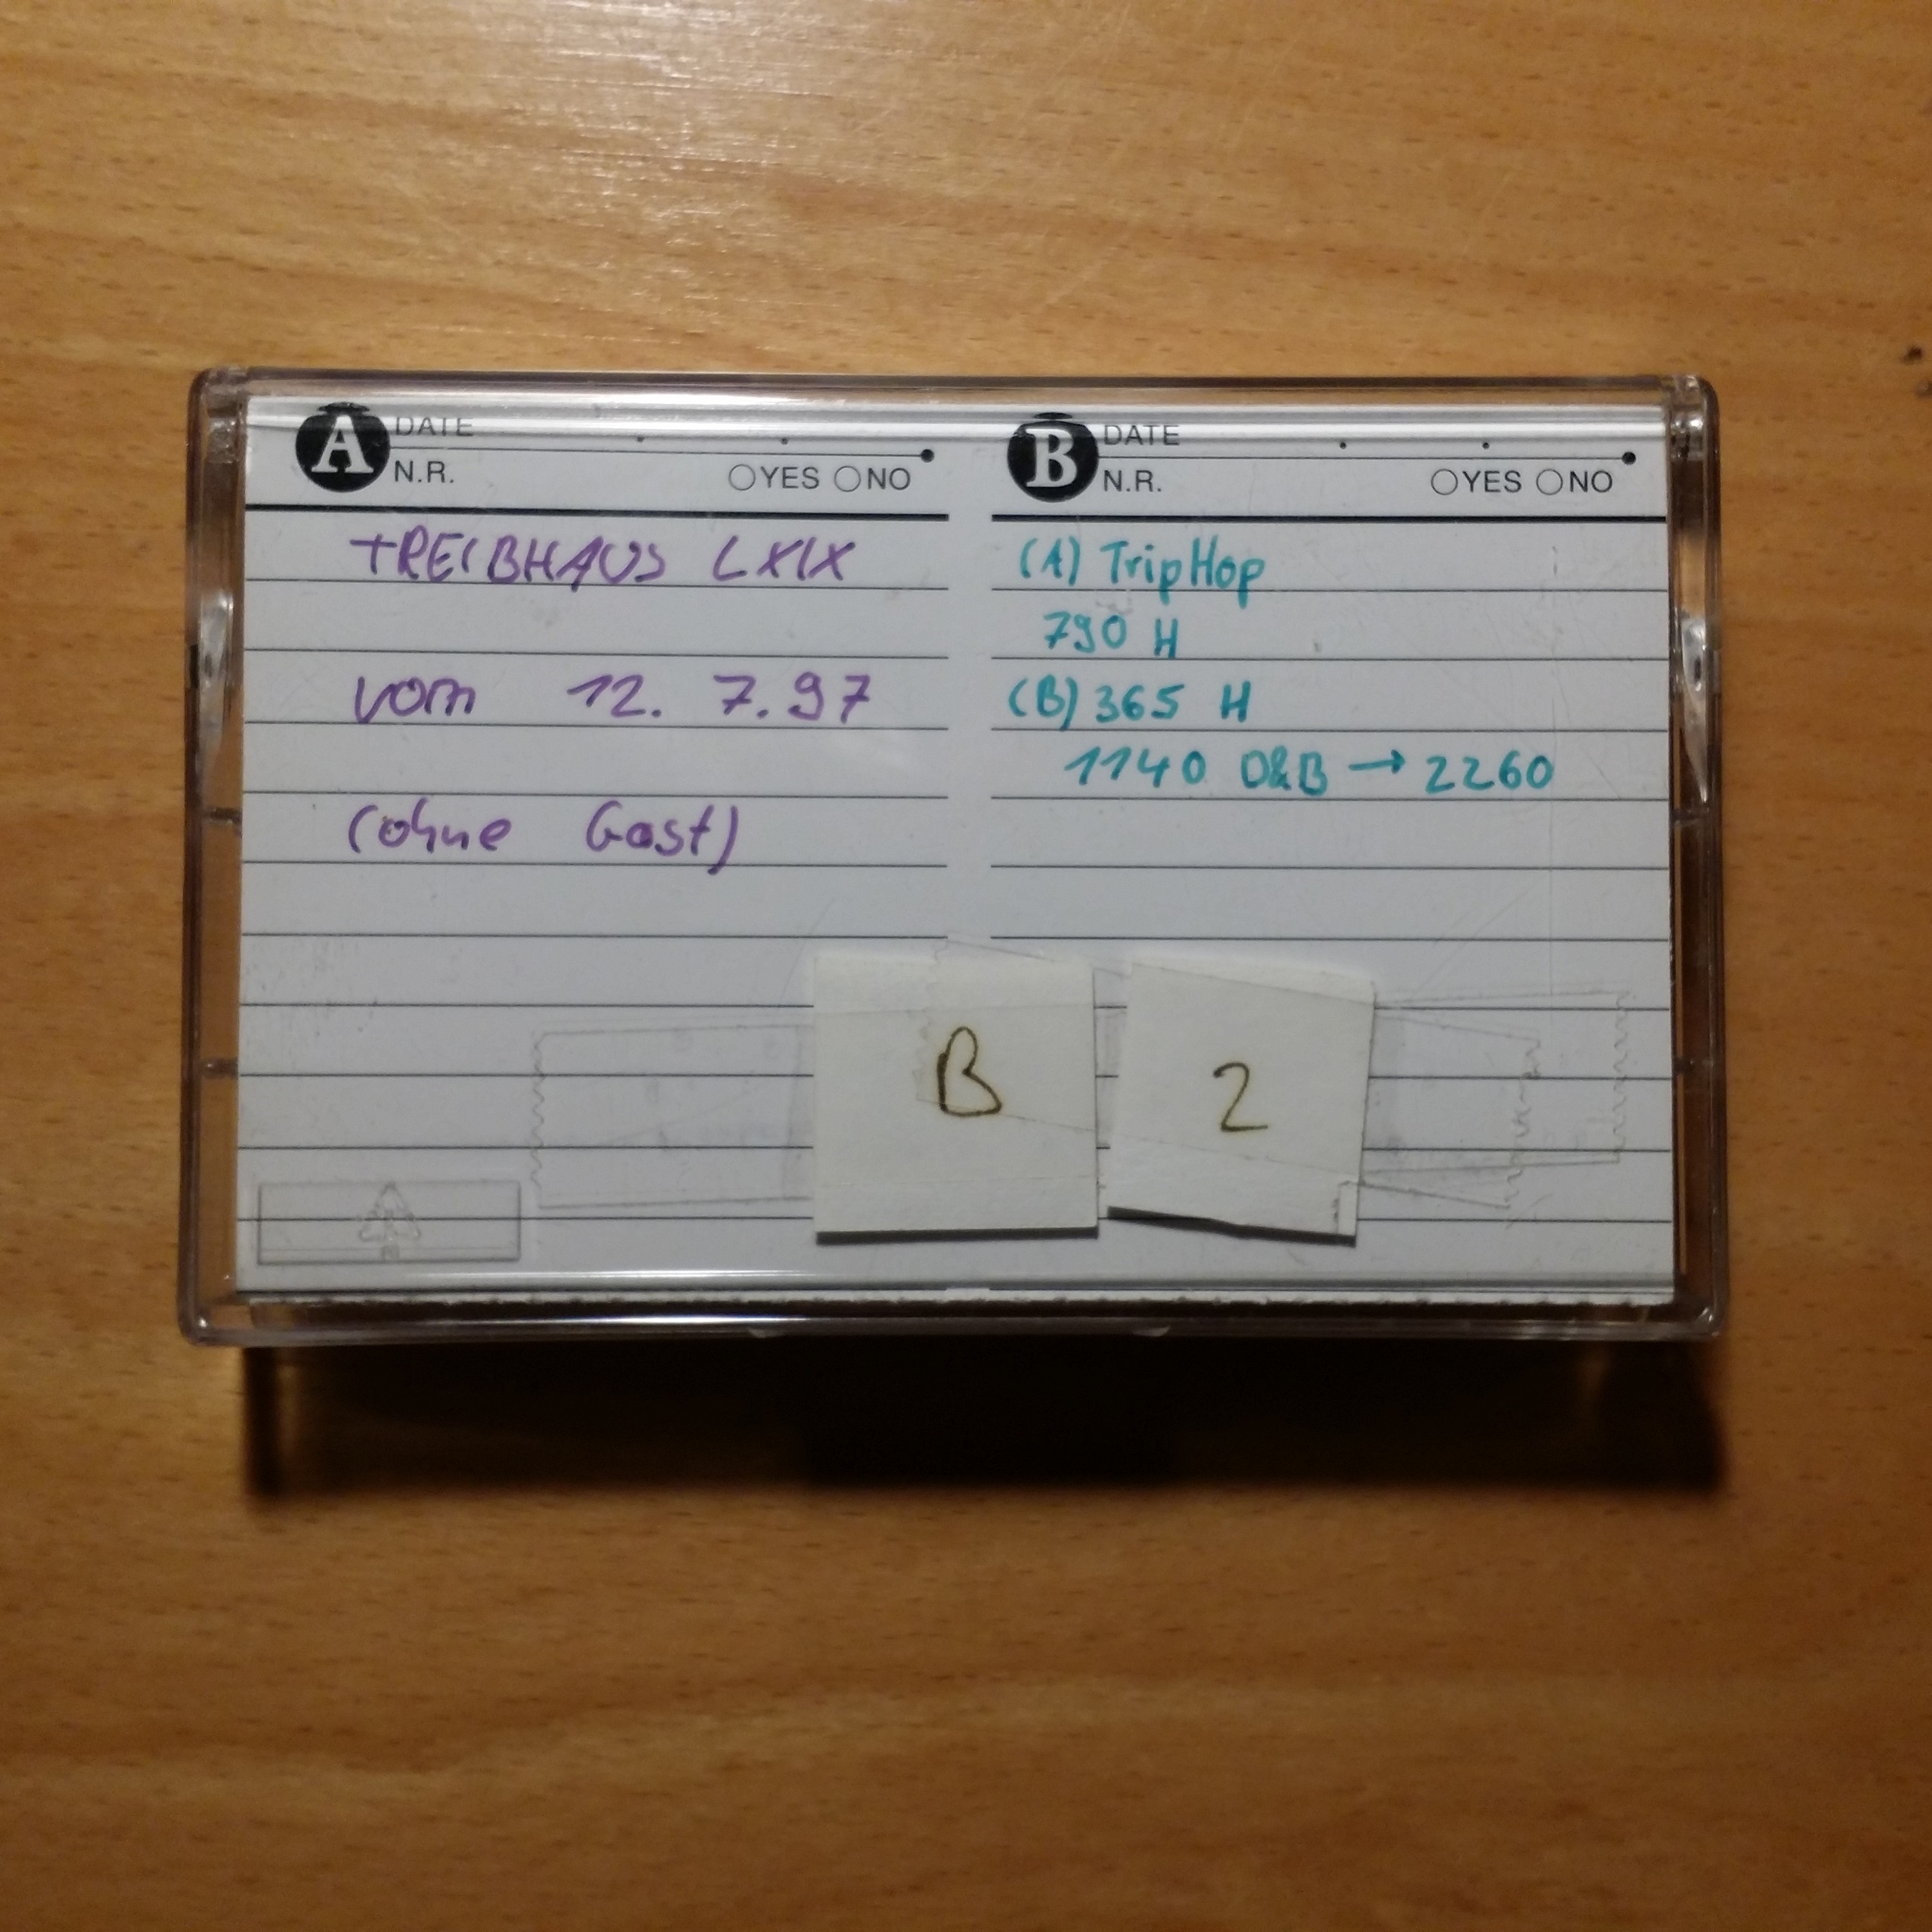 A DATE
N.R. YES NO
TREIBHAUS LXIX
vom 12. 7.97
(ohne Gast)
B DATE
N.R. YES NO
(A) TripHop
790 H
(B) 365 H
1140 D&B → 2260
B 2